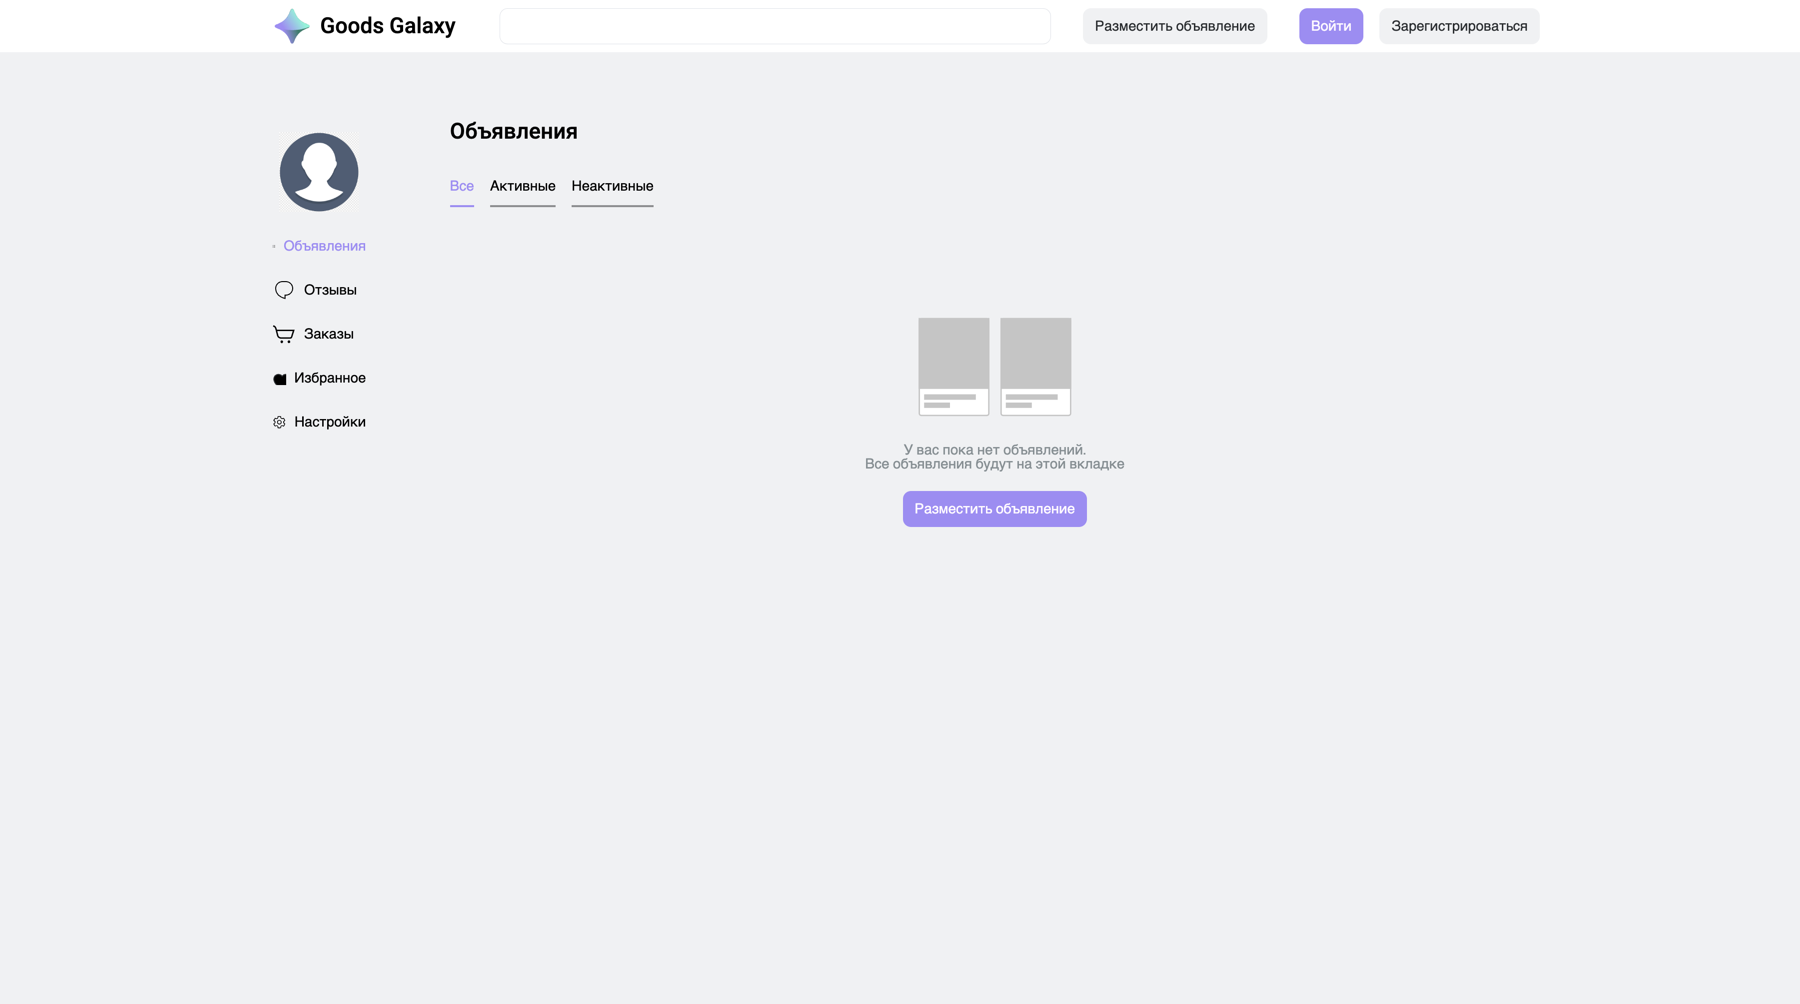 Goods Galaxy
Разместить объявление
Войти
Зарегистрироваться
Объявления
Все
Активные
Неактивные
Объявления
Отзывы
Заказы
Избранное
Настройки
У вас пока нет объявлений.
Все объявления будут на этой вкладке
Разместить объявление